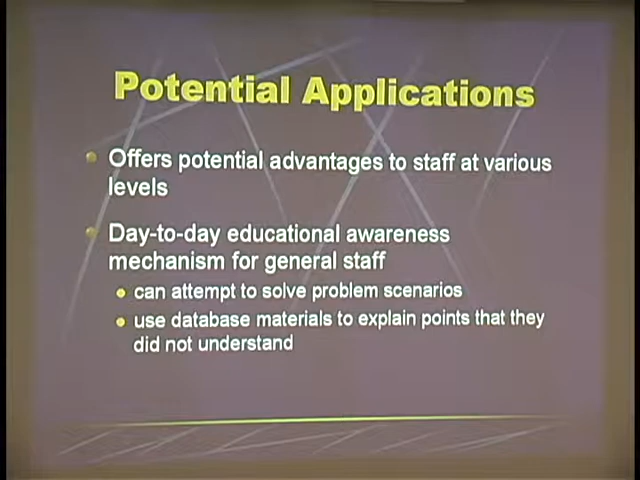 Potential Applications
Offers potential advantages to staff at various
levels
Day-to-day educational awareness
mechanism for general staff
can attempt to solve problem scenarios
use database materials to explain points that they
did not understand